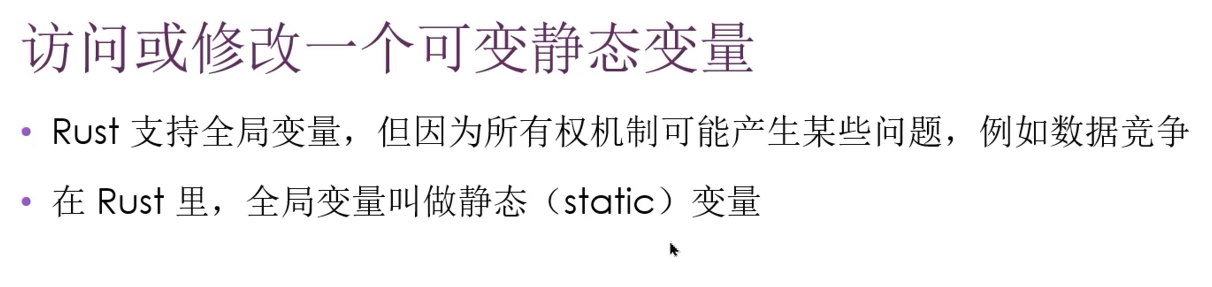 访问或修改一个可变静态变量
• Rust 支持全局变量，但因为所有权机制可能产生某些问题，例如数据竞争
• 在 Rust 里，全局变量叫做静态（static）变量